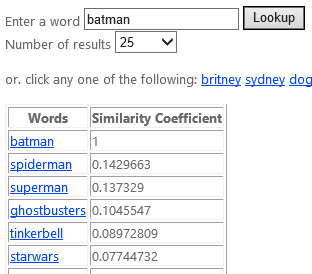 Enter a word batman Lookup
Number of results 25
or. click any one of the following: britney sydney dog
Words Similarity Coefficient
batman 1
spiderman 0.1429663
superman 0.137329
ghostbusters 0.1045547
tinkerbell 0.08972809
starwars 0.07744732